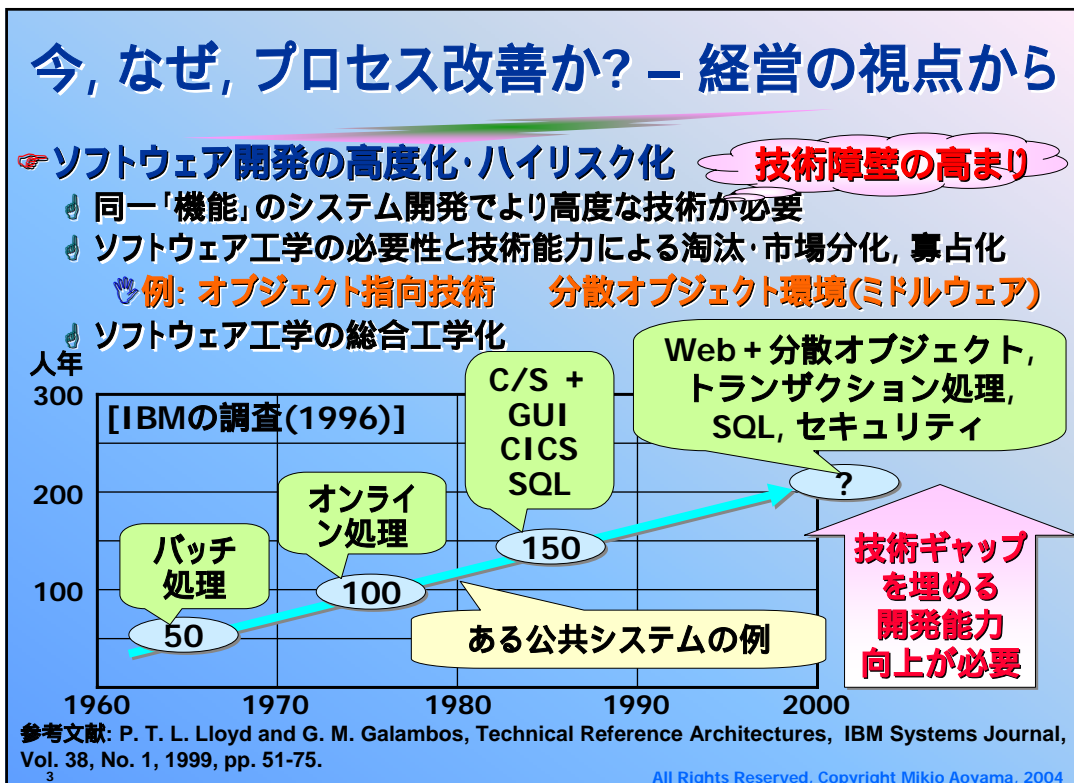 今, なぜ, プロセス改善か? – 経営の視点から
ソフトウェア開発の高度化・ハイリスク化
技術障壁の高まり
同一「機能」のシステム開発でより高度な技術が必要
ソフトウェア工学の必要性と技術能力による淘汰・市場分化, 寡占化
例: オブジェクト指向技術 分散オブジェクト環境(ミドルウェア)
ソフトウェア工学の総合工学化
人年
300
200
100
[IBMの調査(1996)]
バッチ
処理
50
オンライ
ン処理
100
C/S +
GUI
CICS
SQL
150
Web + 分散オブジェクト,
トランザクション処理,
SQL, セキュリティ
?
ある公共システムの例
技術ギャップ
を埋める
開発能力
向上が必要
1960 1970 1980 1990 2000
参考文献: P. T. L. Lloyd and G. M. Galambos, Technical Reference Architectures, IBM Systems Journal,
Vol. 38, No. 1, 1999, pp. 51-75.
3
All Rights Reserved, Copyright Mikio Aoyama, 2004